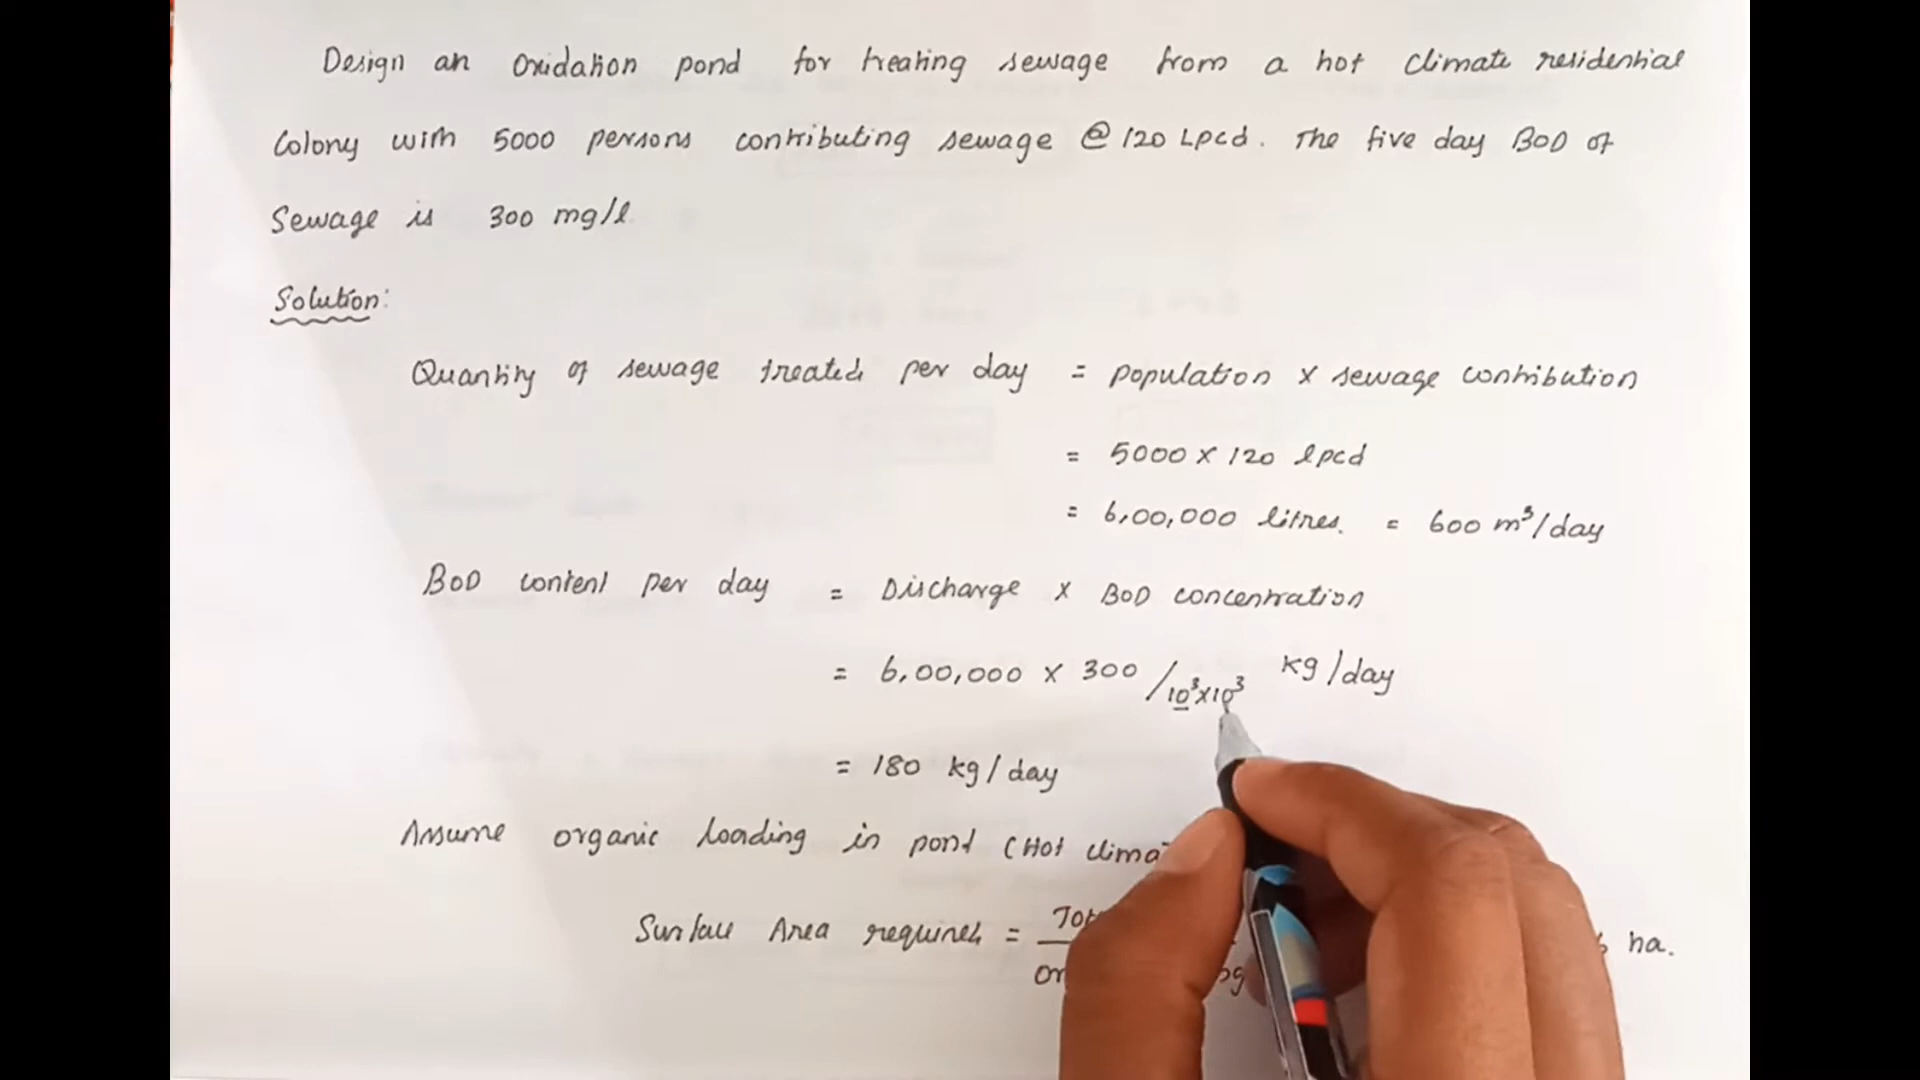 Design an oxidation pond for treating sewage from a hot climate residential
Colony with 5000 persons contributing sewage @ 120 Lpcd. The five day BOD of
Sewage is 300 mg/l
Solution:
Quantity of sewage treated per day = population x sewage contribution
= 5000 x 120 lpcd
= 6,00,000 litres. = 600 m³/day
BOD content per day = Discharge x BOD concentration
= 6,00,000 x 300 / 10³x10³ kg/day
= 180 kg/day
Assume organic loading in pond (Hot
Surface Area required =
ha.